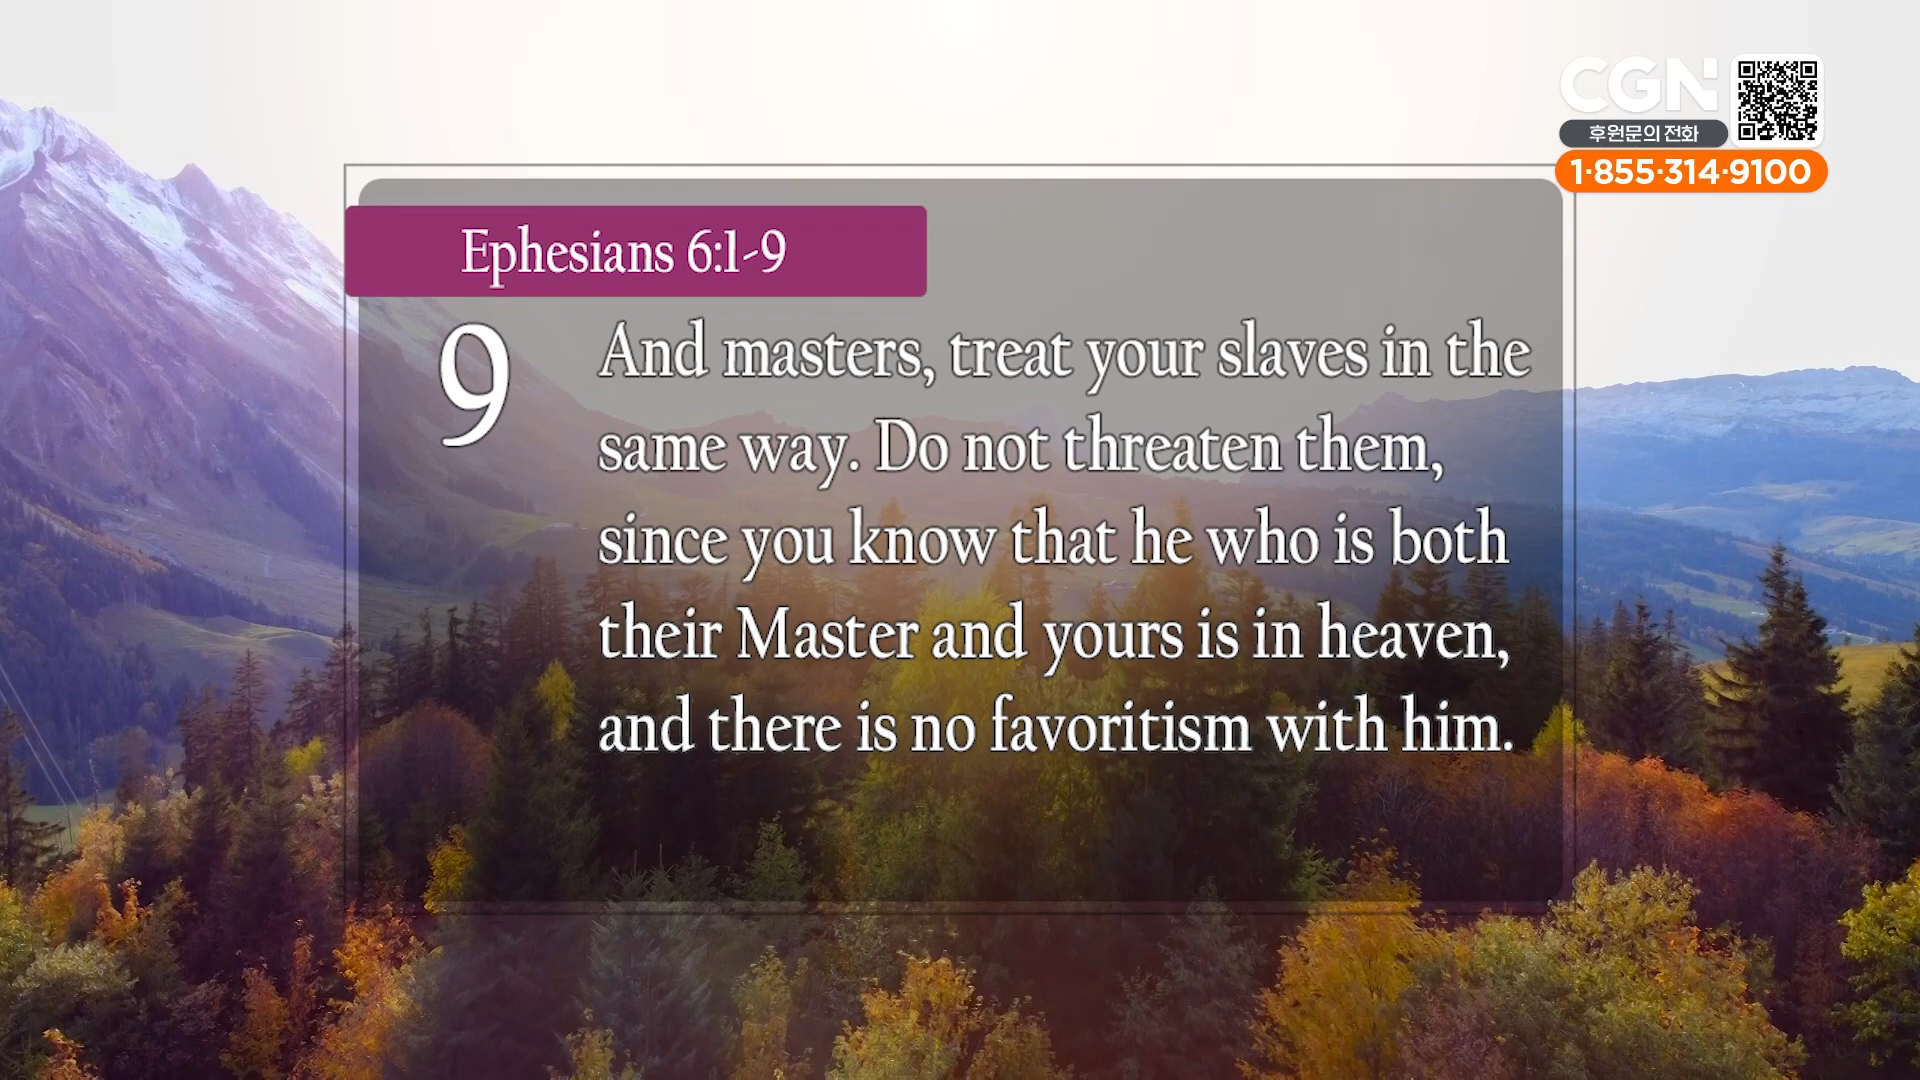 CGN
후원문의 전화
1·855·314·9100
Ephesians 6:1-9
9
And masters, treat your slaves in the
same way. Do not threaten them,
since you know that he who is both
their Master and yours is in heaven,
and there is no favoritism with him.